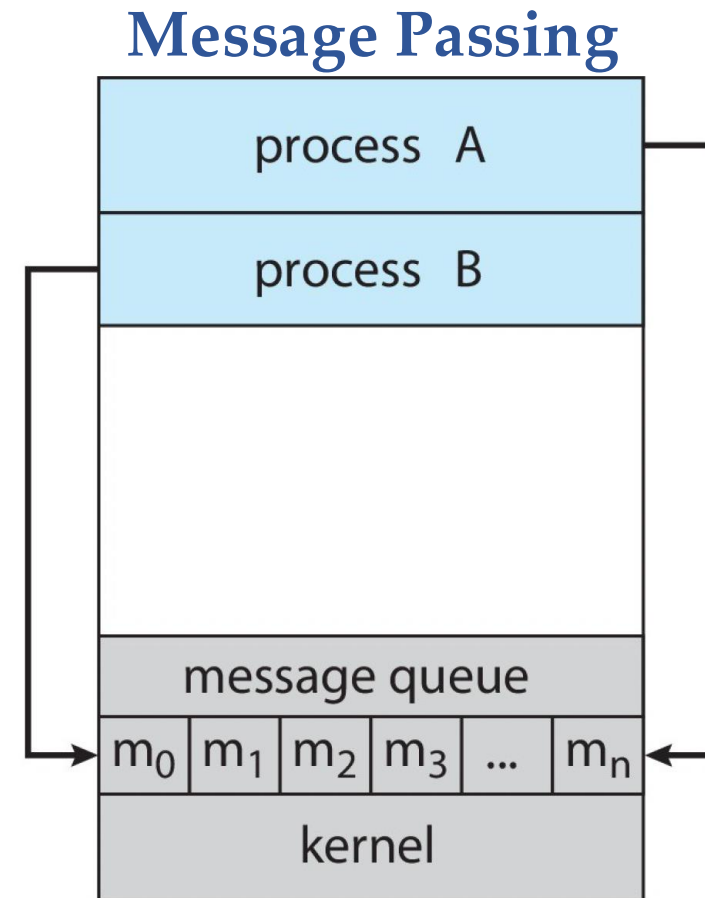 Message Passing
process A
process B
message queue
m₀ m₁ m₂ m₃ ... mₙ
kernel